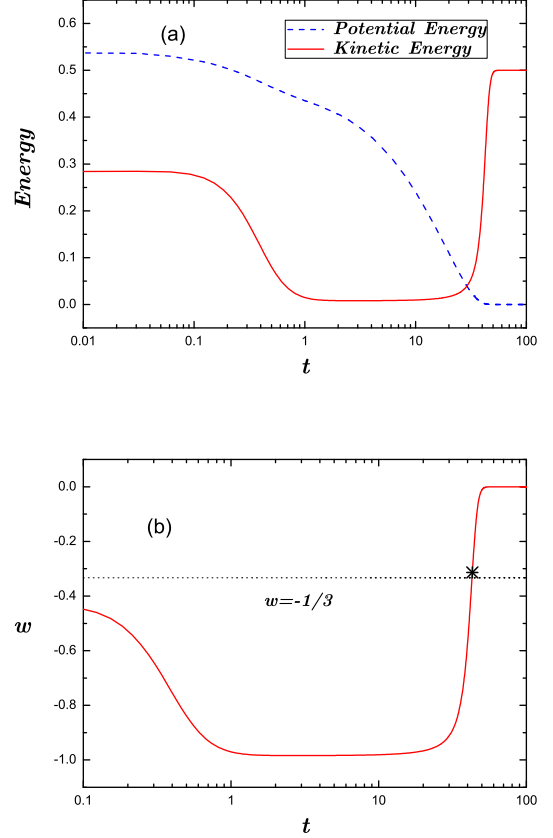 0.6
(a)
Potential Energy
Kinetic Energy
0.5
0.4
0.3
0.2
0.1
0.0
Energy
0.01 0.1 1 10 100
t
0.0
(b)
-0.2
w=-1/3
-0.4
-0.6
-0.8
-1.0
w
0.1 1 10 100
t